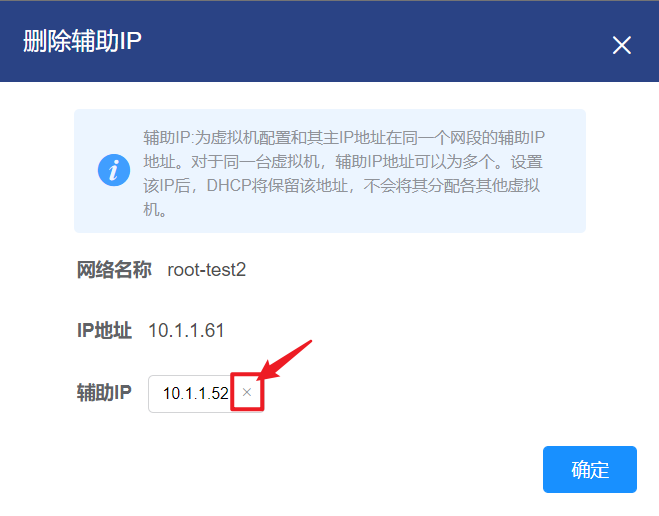 删除辅助IP
辅助IP:为虚拟机配置和其主IP地址在同一个网段的辅助IP
地址。对于同一台虚拟机，辅助IP地址可以为多个。设置
该IP后，DHCP将保留该地址，不会将其分配各其他虚拟
机。
网络名称 root-test2
IP地址 10.1.1.61
辅助IP 10.1.1.52
确定